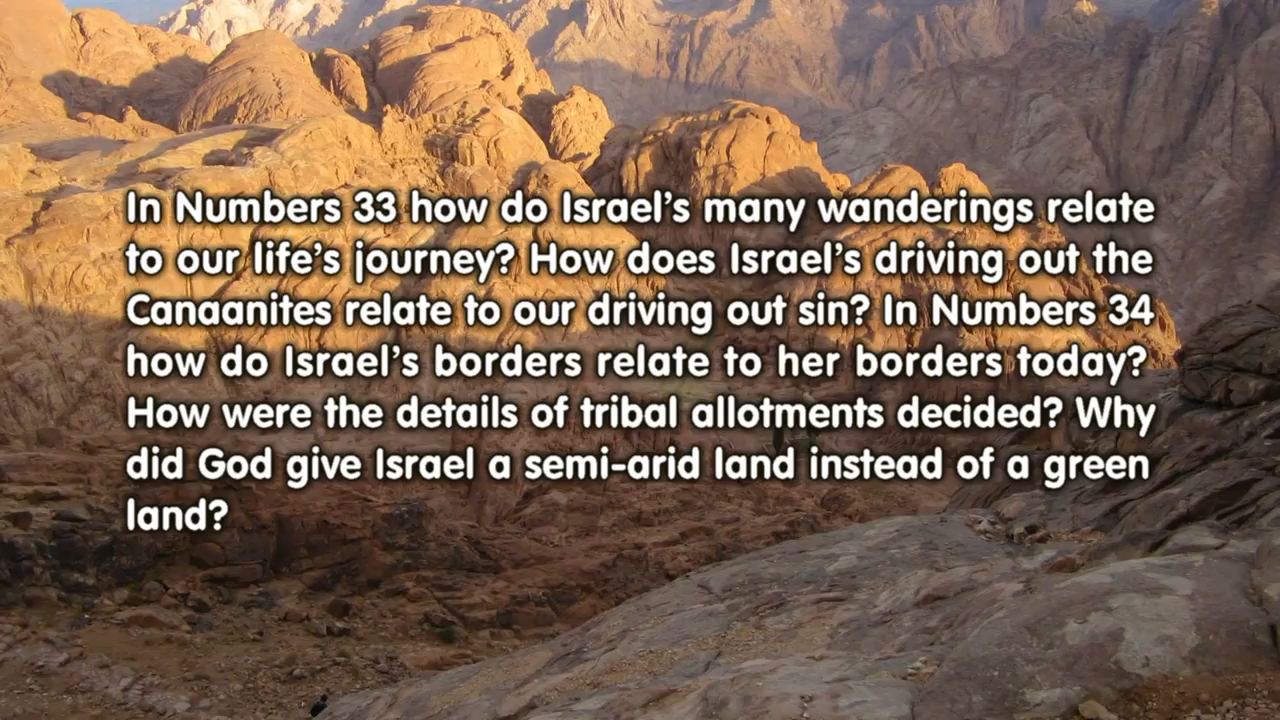 In Numbers 33 how do Israel’s many wanderings relate
to our life’s journey? How does Israel’s driving out the
Canaanites relate to our driving out sin? In Numbers 34
how do Israel’s borders relate to her borders today?
How were the details of tribal allotments decided? Why
did God give Israel a semi-arid land instead of a green
land?